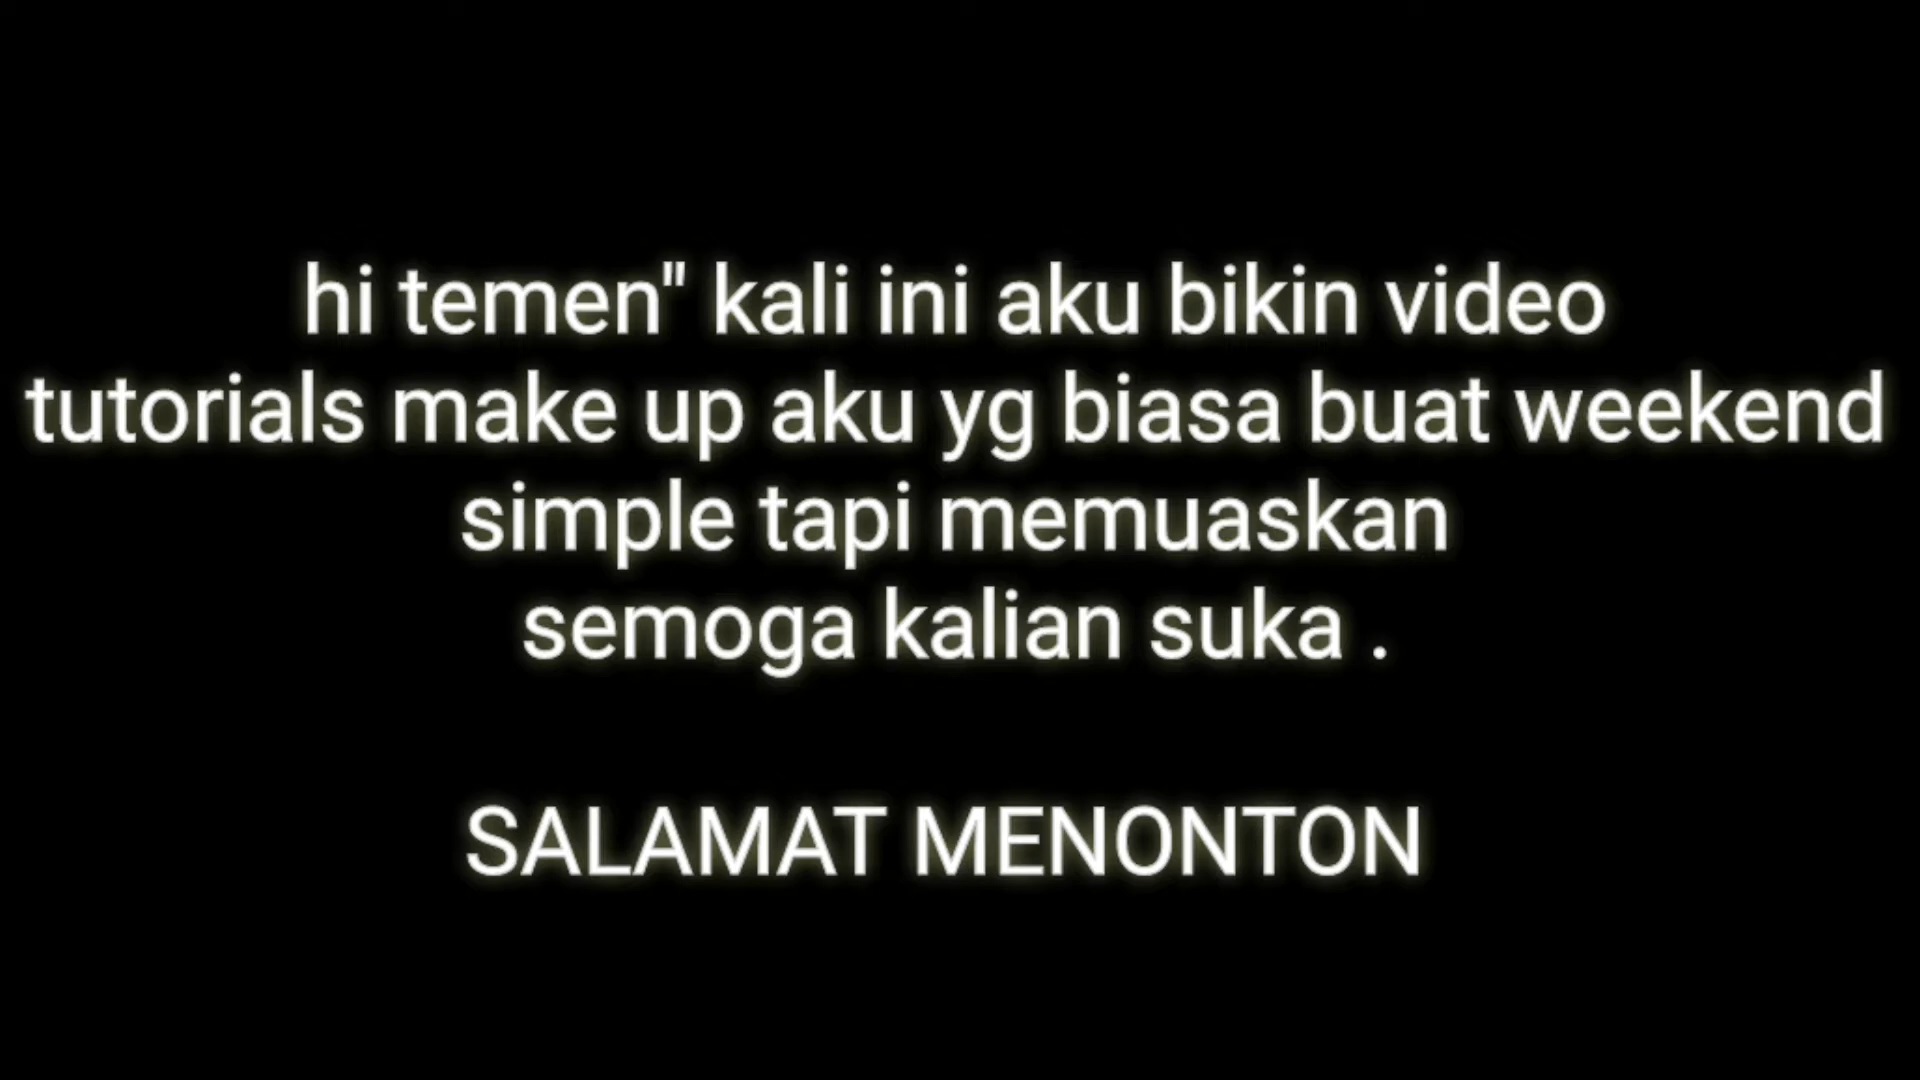 hi temen" kali ini aku bikin video
tutorials make up aku yg biasa buat weekend
simple tapi memuaskan
semoga kalian suka .
SALAMAT MENONTON